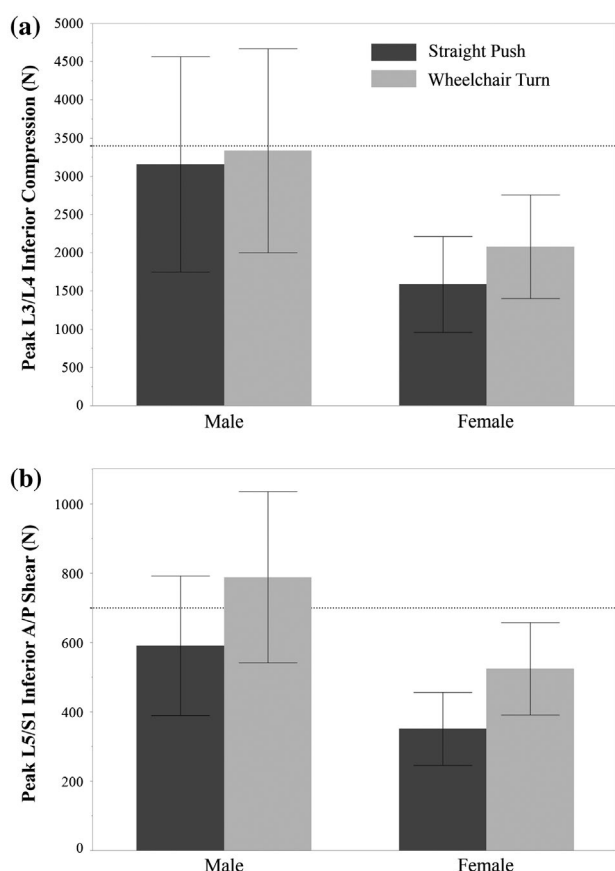 (a)
Peak L3/L4 Inferior Compression (N)
5000
4500
4000
3500
3000
2500
2000
1500
1000
500
0
Straight Push
Wheelchair Turn
Male
Female
(b)
Peak L5/S1 Inferior A/P Shear (N)
1000
800
600
400
200
0
Male
Female